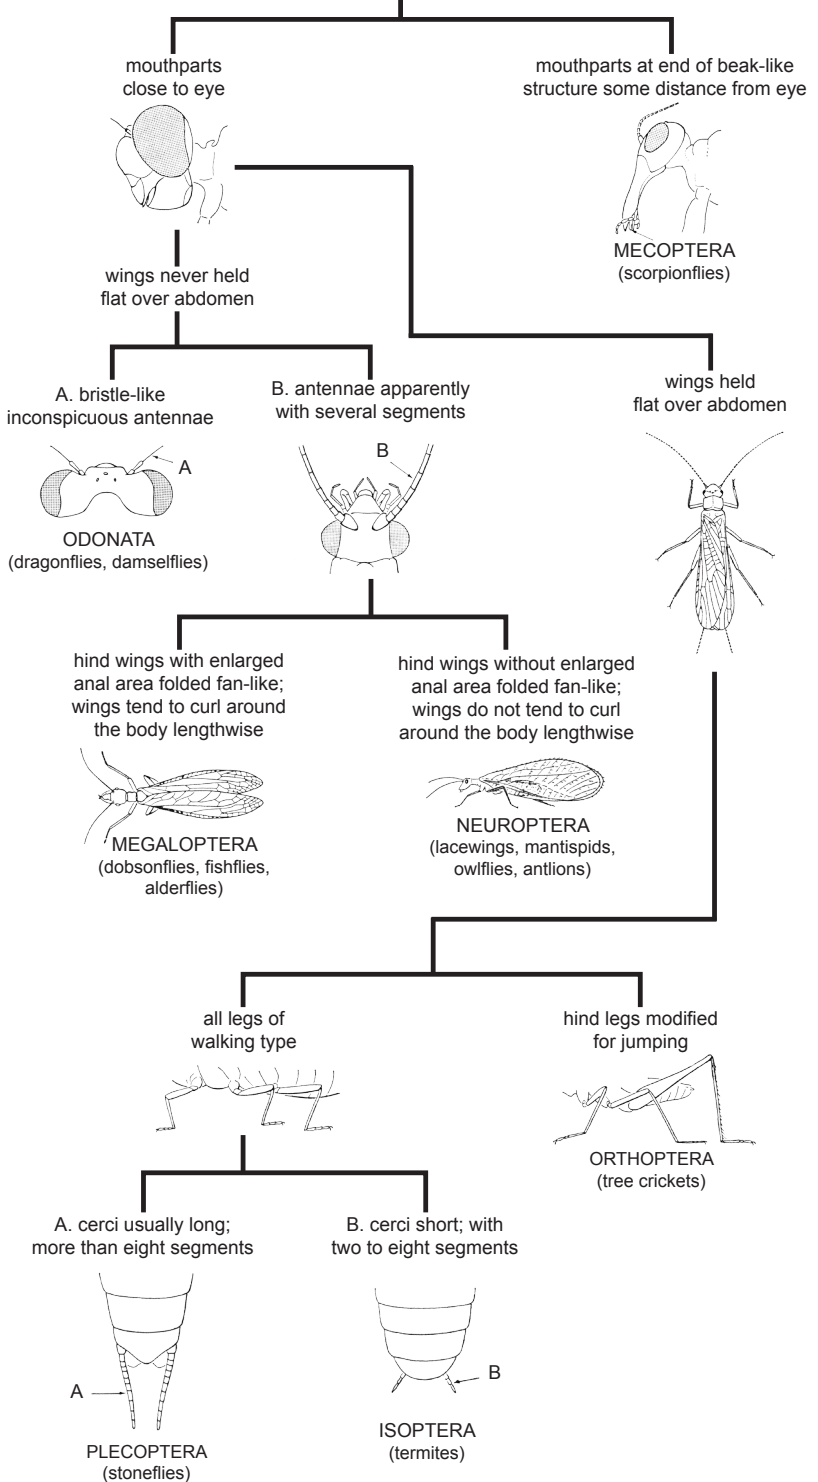 mouthparts
close to eye
mouthparts at end of beak-like
structure some distance from eye
MECOPTERA
(scorpionflies)
wings never held
flat over abdomen
A. bristle-like
inconspicuous antennae
A
ODONATA
(dragonflies, damselflies)
B. antennae apparently
with several segments
B
wings held
flat over abdomen
hind wings with enlarged
anal area folded fan-like;
wings tend to curl around
the body lengthwise
MEGALOPTERA
(dobsonflies, fishflies,
alderflies)
hind wings without enlarged
anal area folded fan-like;
wings do not tend to curl
around the body lengthwise
NEUROPTERA
(lacewings, mantispids,
owlflies, antlions)
all legs of
walking type
hind legs modified
for jumping
ORTHOPTERA
(tree crickets)
A. cerci usually long;
more than eight segments
A
PLECOPTERA
(stoneflies)
B. cerci short; with
two to eight segments
B
ISOPTERA
(termites)